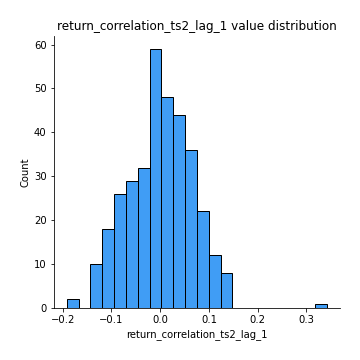 return_correlation_ts2_lag_1 value distribution
60
50
40
30
20
10
0
Count
−0.2 −0.1 0.0 0.1 0.2 0.3
return_correlation_ts2_lag_1